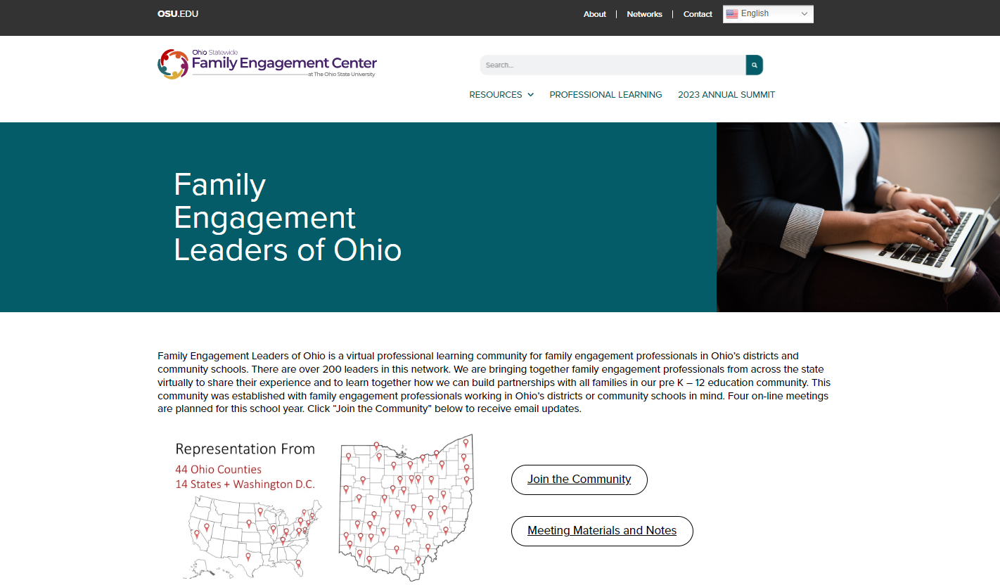 OSU.EDU
About
Networks
Contact
English
Ohio Statewide
Family Engagement Center
at The Ohio State University
Search...
RESOURCES
PROFESSIONAL LEARNING
2023 ANNUAL SUMMIT
Family
Engagement
Leaders of Ohio
Family Engagement Leaders of Ohio is a virtual professional learning community for family engagement professionals in Ohio’s districts and
community schools. There are over 200 leaders in this network. We are bringing together family engagement professionals from across the state
virtually to share their experience and to learn together how we can build partnerships with all families in our pre K – 12 education community. This
community was established with family engagement professionals working in Ohio’s districts or community schools in mind. Four on-line meetings
are planned for this school year. Click “Join the Community” below to receive email updates.
Representation From
44 Ohio Counties
14 States + Washington D.C.
Join the Community
Meeting Materials and Notes